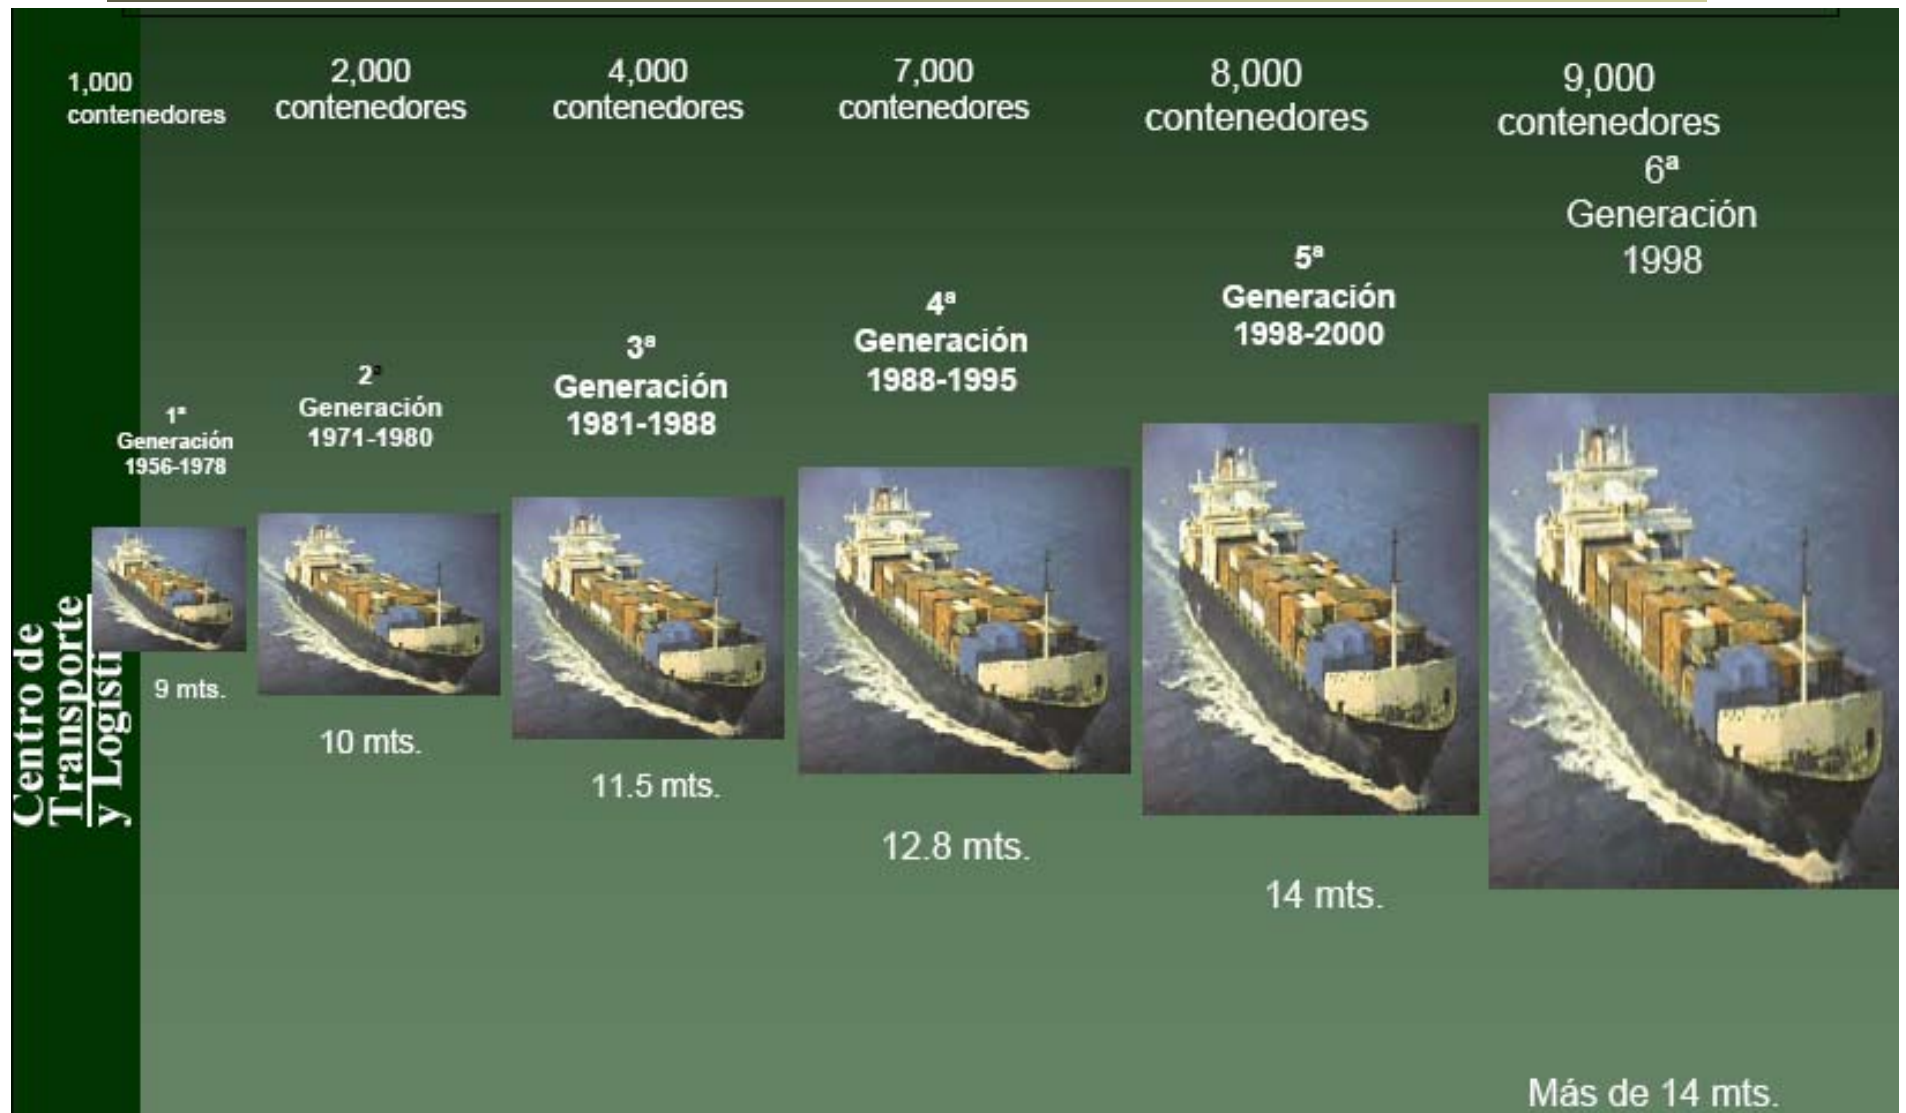 1,000
contenedores
2,000
contenedores
4,000
contenedores
7,000
contenedores
8,000
contenedores
9,000
contenedores
1ª
Generación
1956-1978
2ª
Generación
1971-1980
3ª
Generación
1981-1988
4ª
Generación
1988-1995
5ª
Generación
1998-2000
6ª
Generación
1998
9 mts.
10 mts.
11.5 mts.
12.8 mts.
14 mts.
Más de 14 mts.
Centro de
Transporte
y Logísti